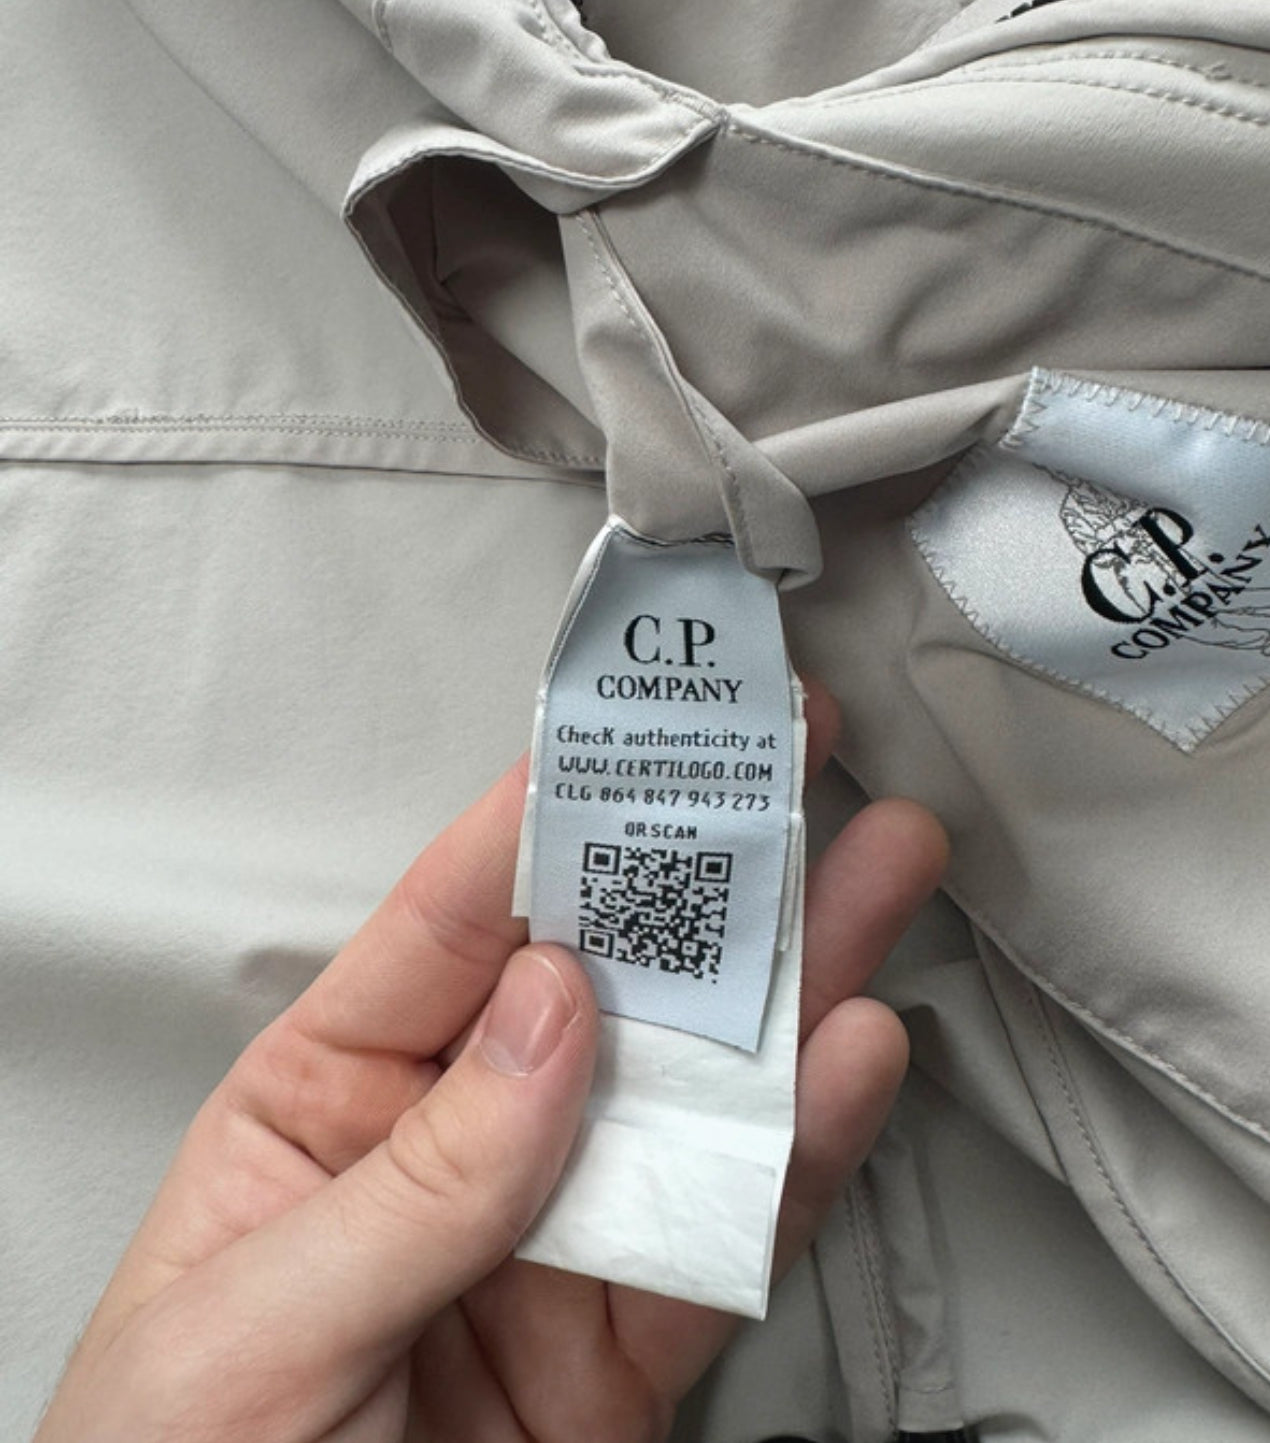 C.P.
COMPANY
Check authenticity at
WWW.CERTILOGO.COM
CLG 864 847 943 273
OR SCAN
C.P.
COMPANY